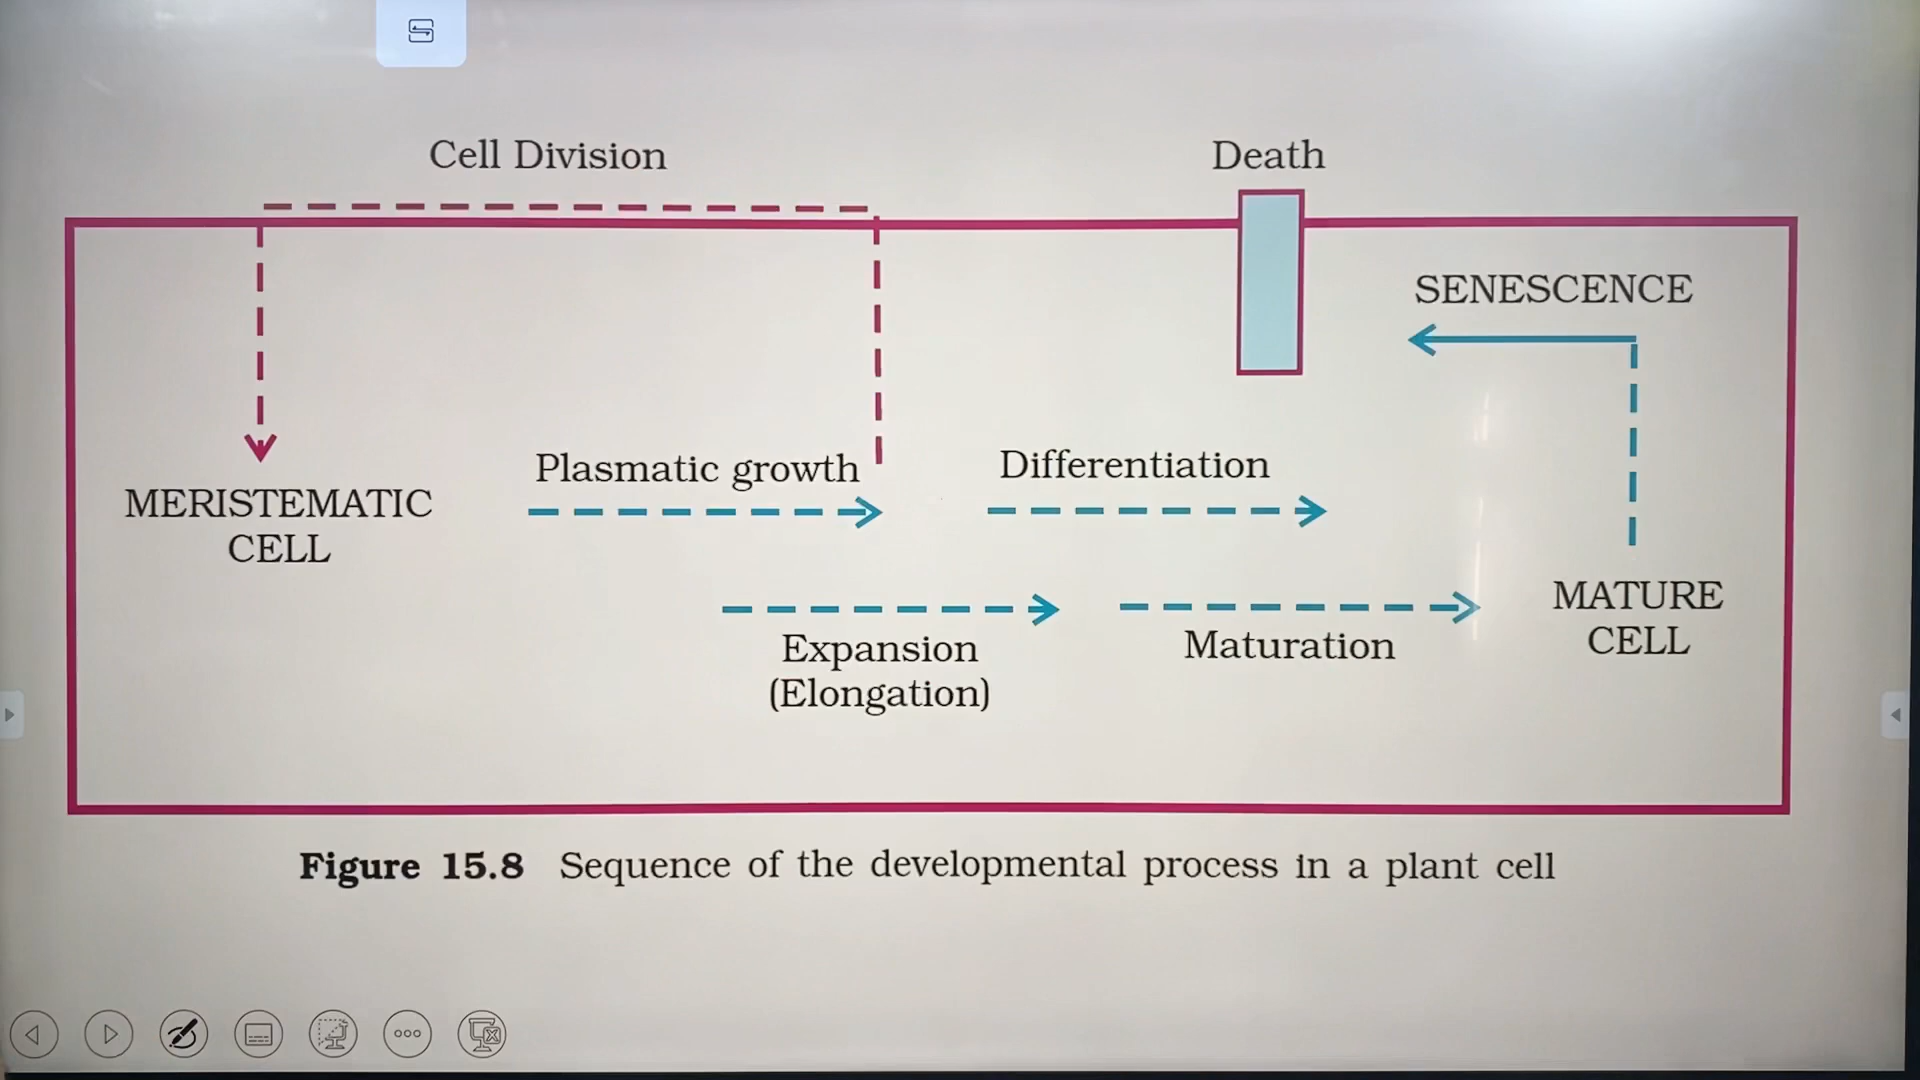 Cell Division
Death
SENESCENCE
Plasmatic growth
Differentiation
MERISTEMATIC
CELL
Expansion
(Elongation)
Maturation
MATURE
CELL
Figure 15.8 Sequence of the developmental process in a plant cell